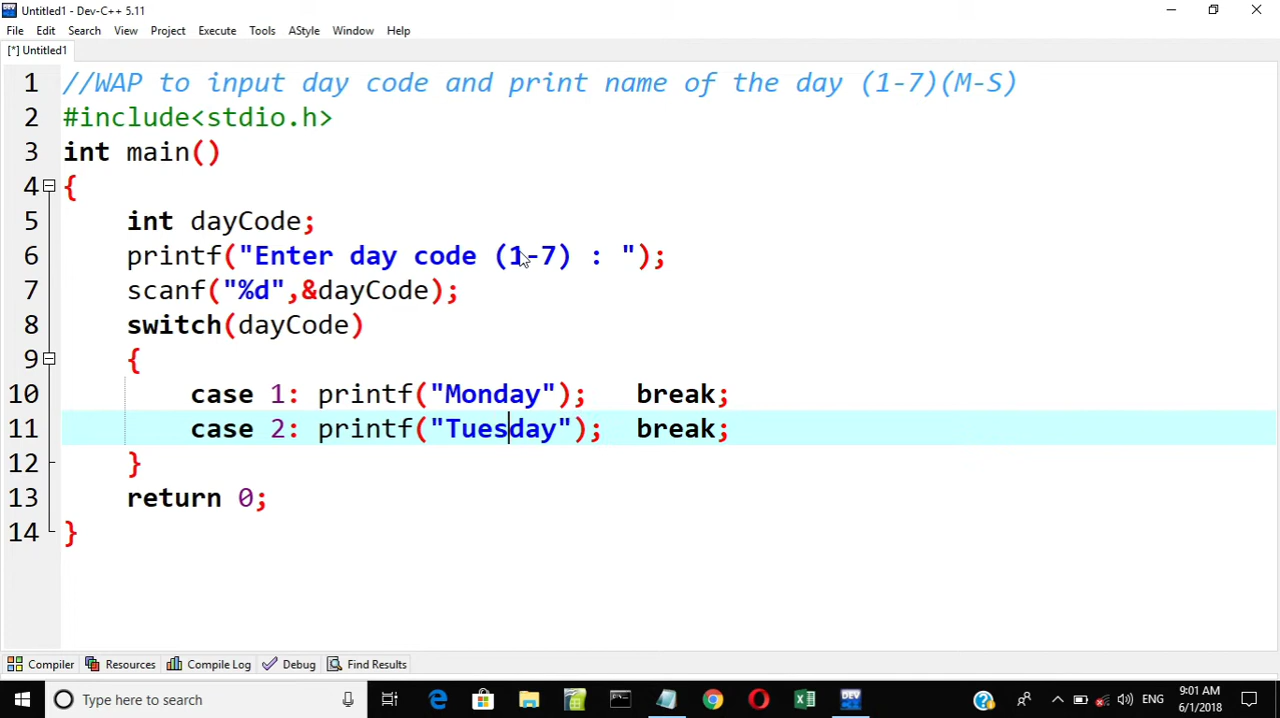 Untitled1 - Dev-C++ 5.11
File Edit Search View Project Execute Tools AStyle Window Help
[*] Untitled1
1 //WAP to input day code and print name of the day (1-7)(M-S)
2 #include<stdio.h>
3 int main()
4 {
5 int dayCode;
6 printf("Enter day code (1-7) : ");
7 scanf("%d",&dayCode);
8 switch(dayCode)
9 {
10 case 1: printf("Monday"); break;
11 case 2: printf("Tuesday"); break;
12 }
13 return 0;
14 }
Compiler Resources Compile Log Debug Find Results
Type here to search DEV ENG 9:01 AM
6/1/2018